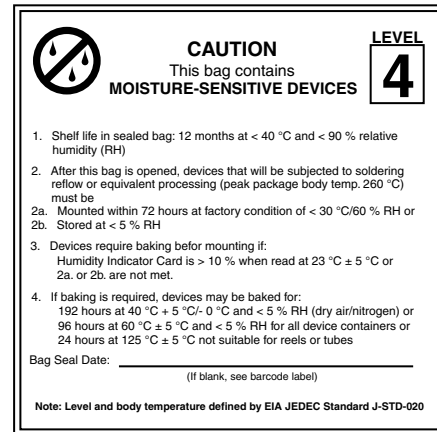 LEVEL
CAUTION
4
This bag contains
MOISTURE-SENSITIVE DEVICES
1. Shelf life in sealed bag: 12 months at < 40 °C and < 90 % relative
humidity (RH)
2. After this bag is opened, devices that will be subjected to soldering
reflow or equivalent processing (peak package body temp. 260 °C)
must be
2a. Mounted within 72 hours at factory condition of < 30 °C/60 % RH or
2b. Stored at < 5 % RH
3. Devices require baking befor mounting if:
Humidity Indicator Card is > 10 % when read at 23 °C ± 5 °C or
2a. or 2b. are not met.
4. If baking is required, devices may be baked for:
192 hours at 40 °C + 5 °C/- 0 °C and < 5 % RH (dry air/nitrogen) or
96 hours at 60 °C ± 5 °C and < 5 % RH for all device containers or
24 hours at 125 °C ± 5 °C not suitable for reels or tubes
Bag Seal Date:
(If blank, see barcode label)
Note: Level and body temperature defined by EIA JEDEC Standard J-STD-020